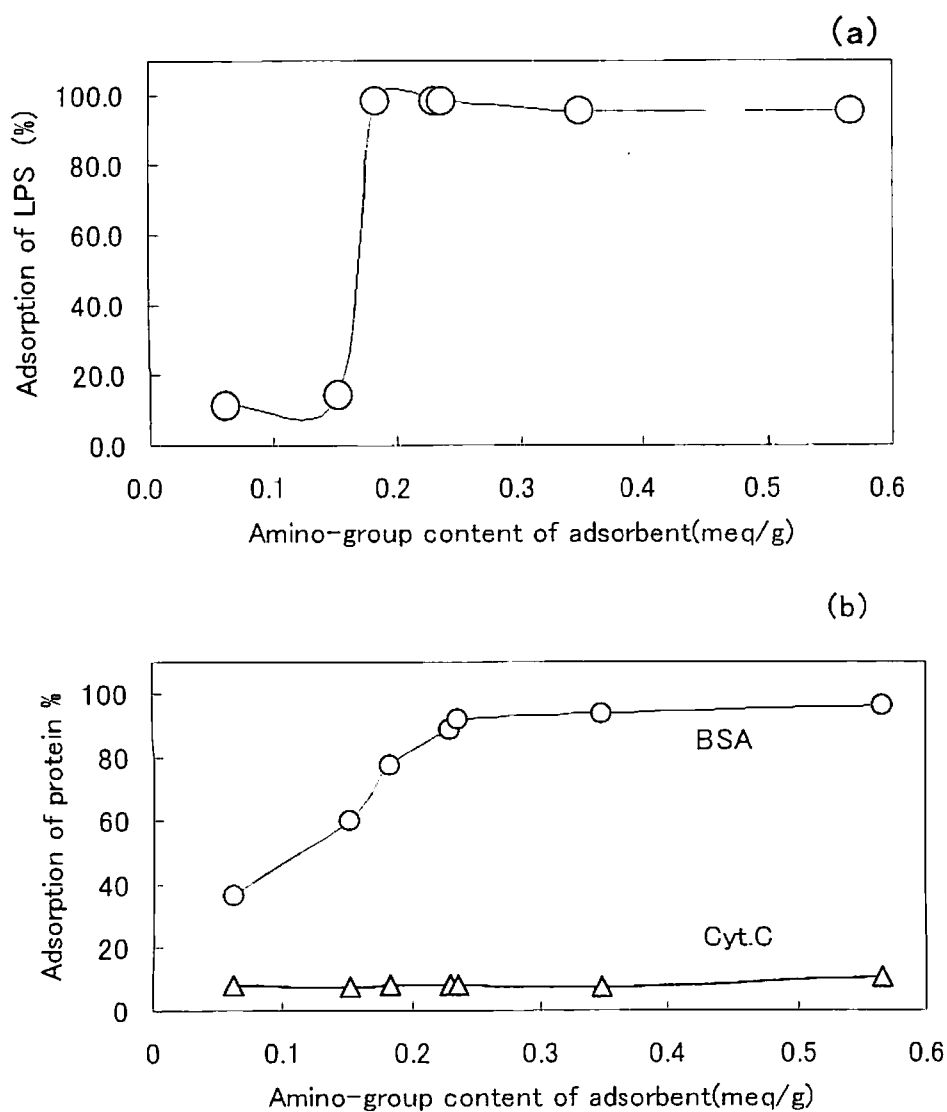 (a)
Adsorption of LPS (%)
100.0
80.0
60.0
40.0
20.0
0.0
0.0 0.1 0.2 0.3 0.4 0.5 0.6
Amino-group content of adsorbent(meq/g)
(b)
Adsorption of protein %
100
80
60
40
20
0
BSA
Cyt.C
0 0.1 0.2 0.3 0.4 0.5 0.6
Amino-group content of adsorbent(meq/g)